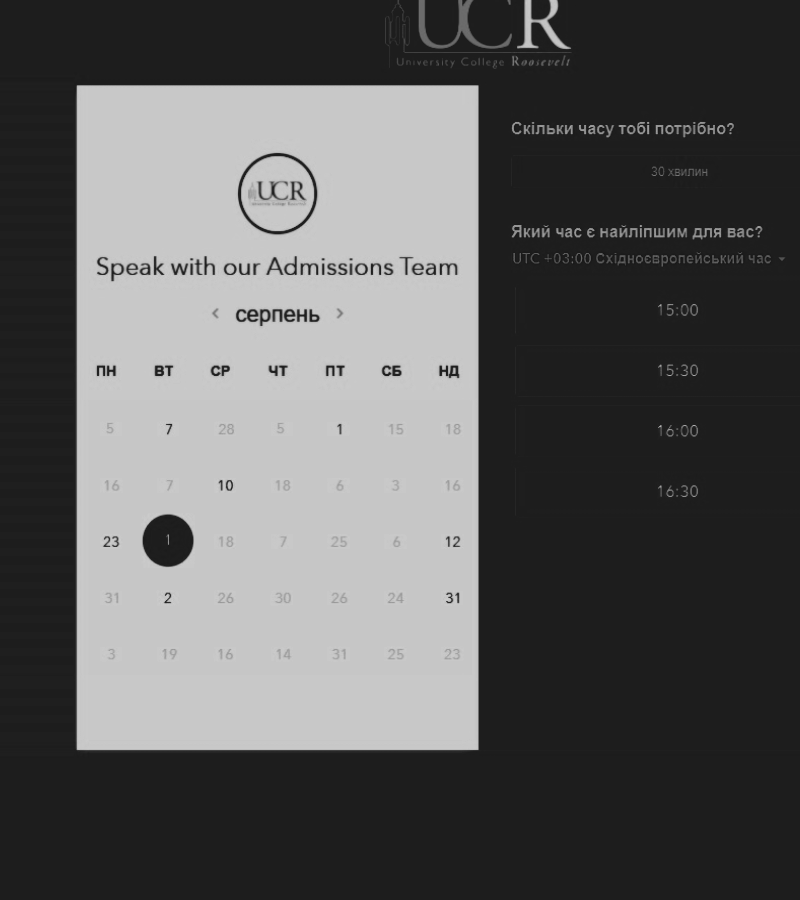 UCR
University College Roosevelt
UCR
Speak with our Admissions Team
серпень
ПН ВТ СР ЧТ ПТ СБ НД
5 7 28 5 1 15 18
16 7 10 18 6 3 16
23 1 18 7 25 6 12
31 2 26 30 26 24 31
3 19 16 14 31 25 23
Скільки часу тобі потрібно?
30 хвилин
Який час є найліпшим для вас?
UTC +03:00 Східноєвропейський час
15:00
15:30
16:00
16:30